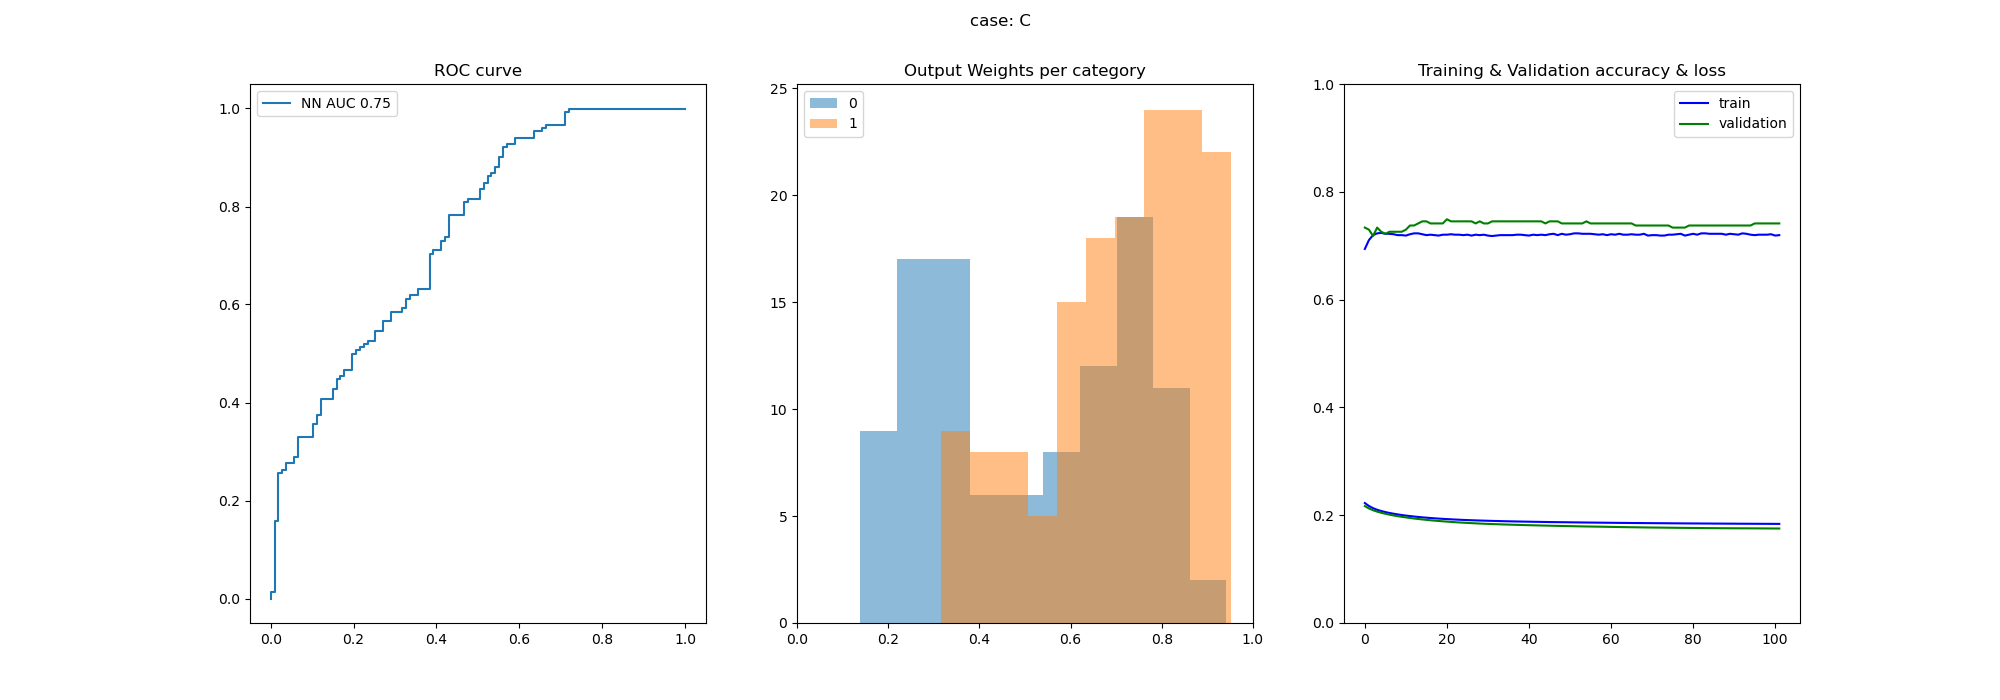 case: C
ROC curve
NN AUC 0.75
1.0
0.8
0.6
0.4
0.2
0.0
0.0 0.2 0.4 0.6 0.8 1.0
Output Weights per category
0
1
25
20
15
10
5
0
0.0 0.2 0.4 0.6 0.8 1.0
Training & Validation accuracy & loss
train
validation
1.0
0.8
0.6
0.4
0.2
0.0
0 20 40 60 80 100